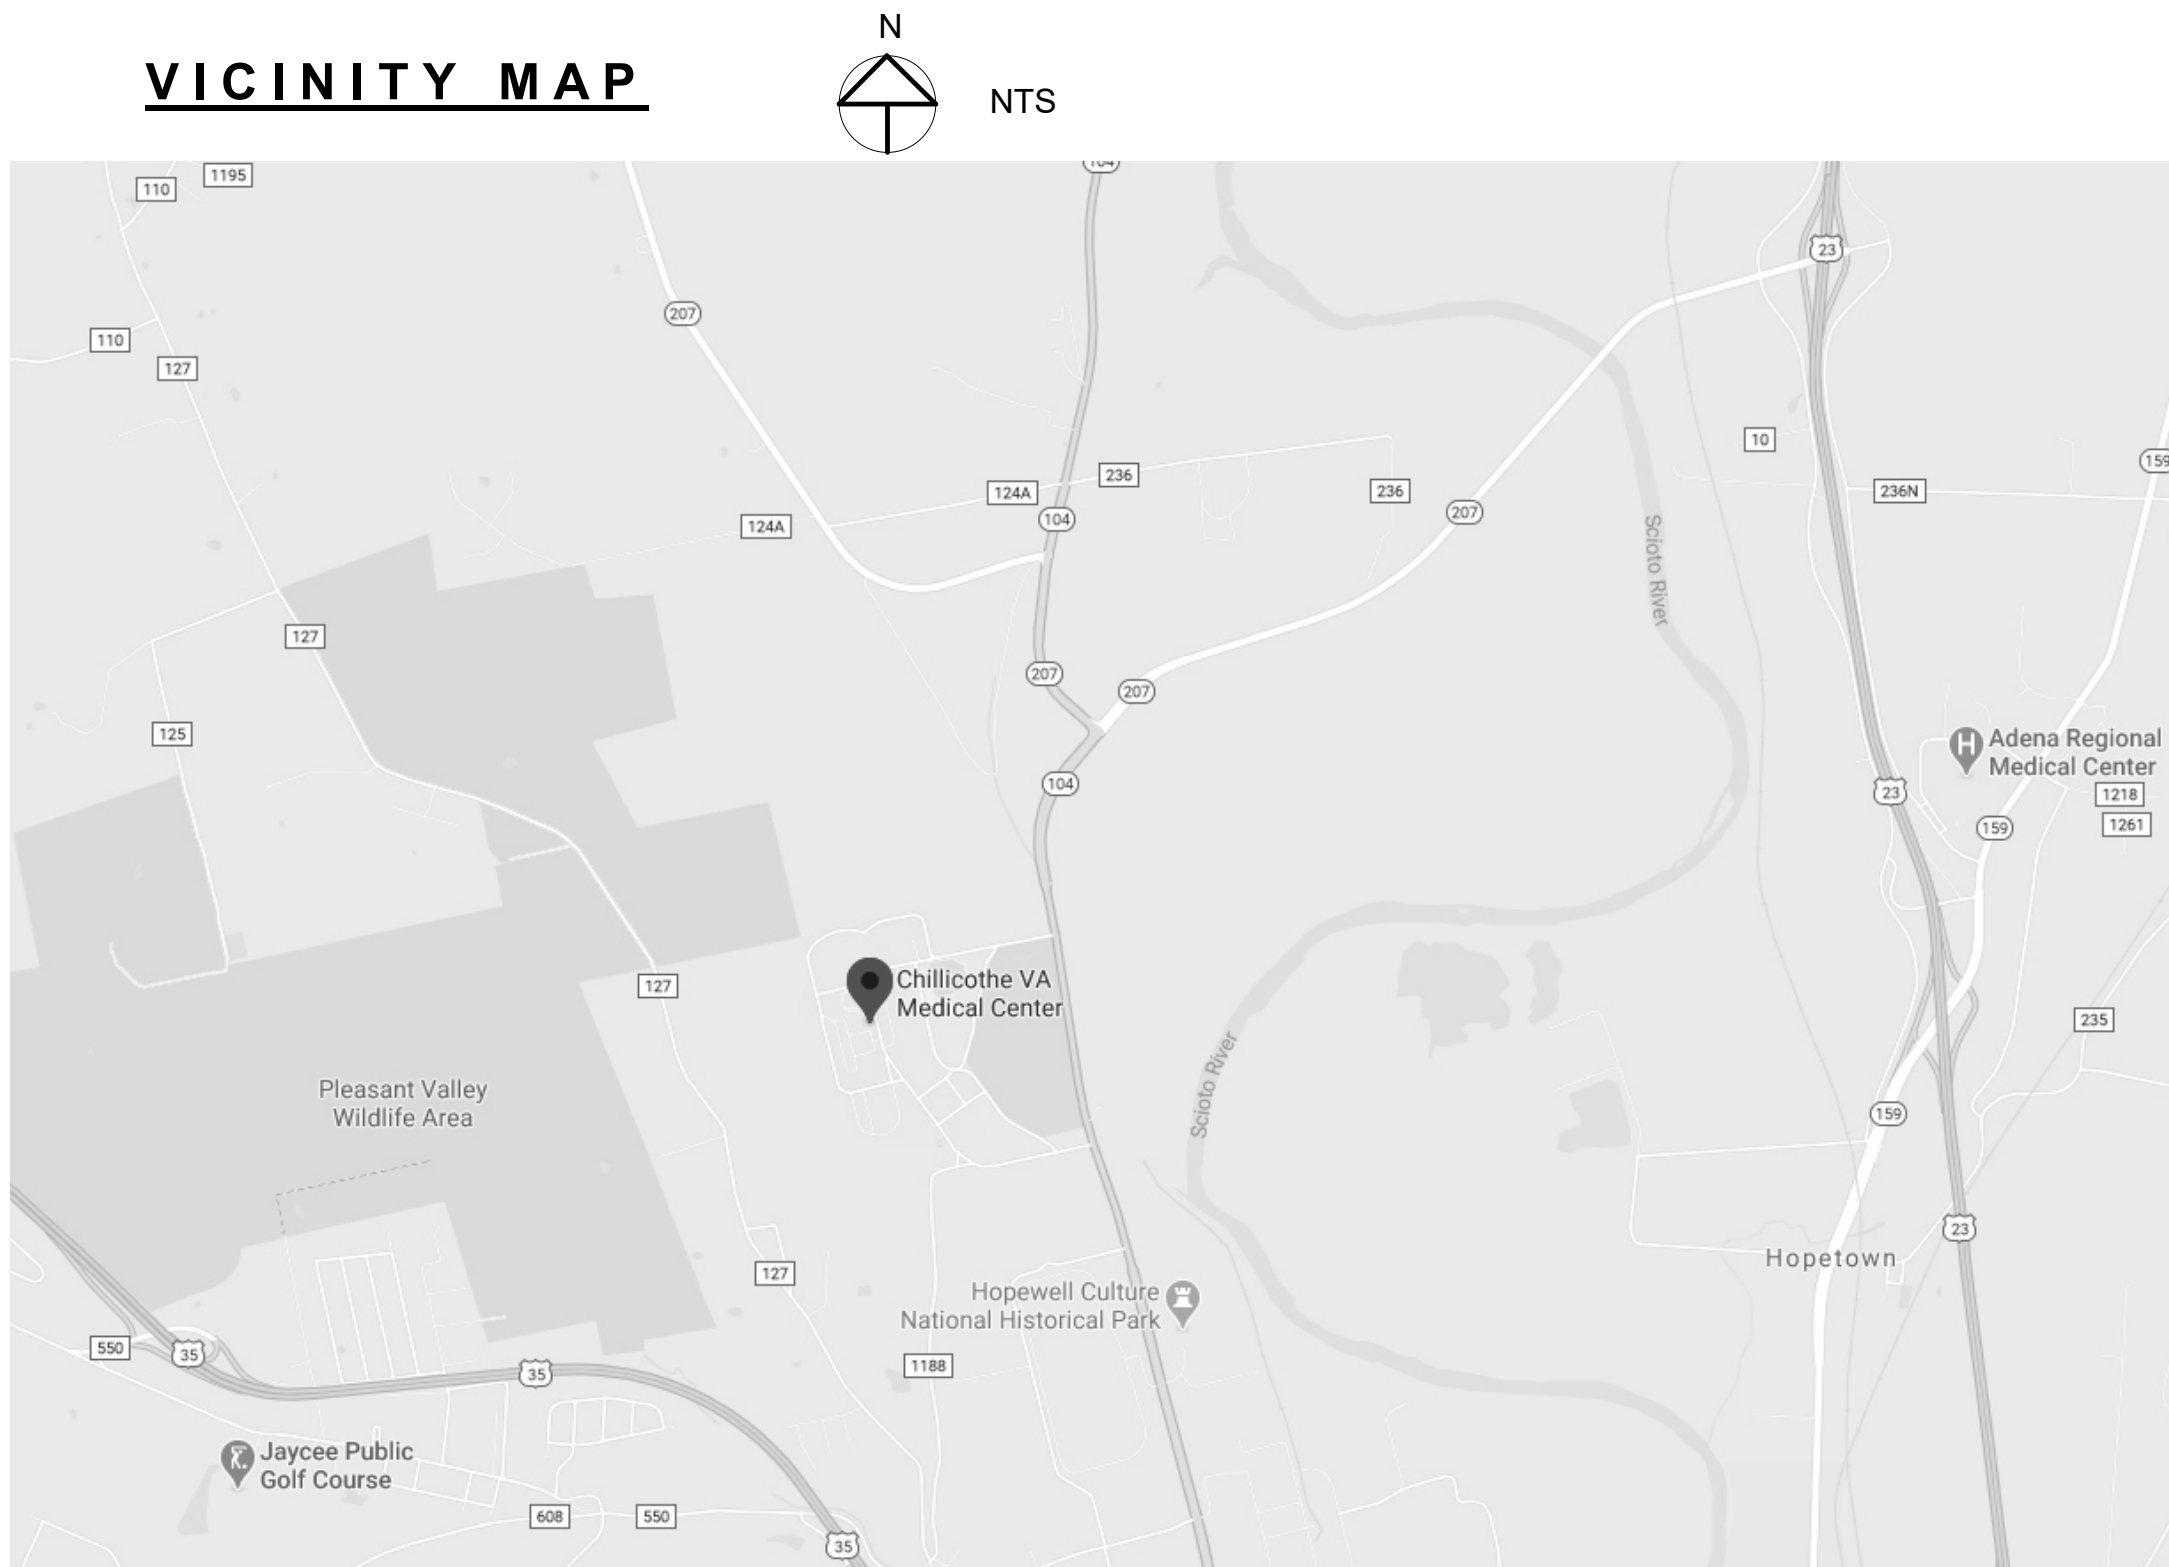 N
VICINITY MAP
NTS
104
1195
110
23
207
110
127
10
159
236
124A
236
236N
207
104
124A
Scioto River
127
207
207
125
Adena Regional
Medical Center
104
23
1218
1261
159
Chillicothe VA
Medical Center
127
235
Scioto River
Pleasant Valley
Wildlife Area
159
23
Hopetown
127
Hopewell Culture
National Historical Park
550
35
1188
35
Jaycee Public
Golf Course
608
550
35